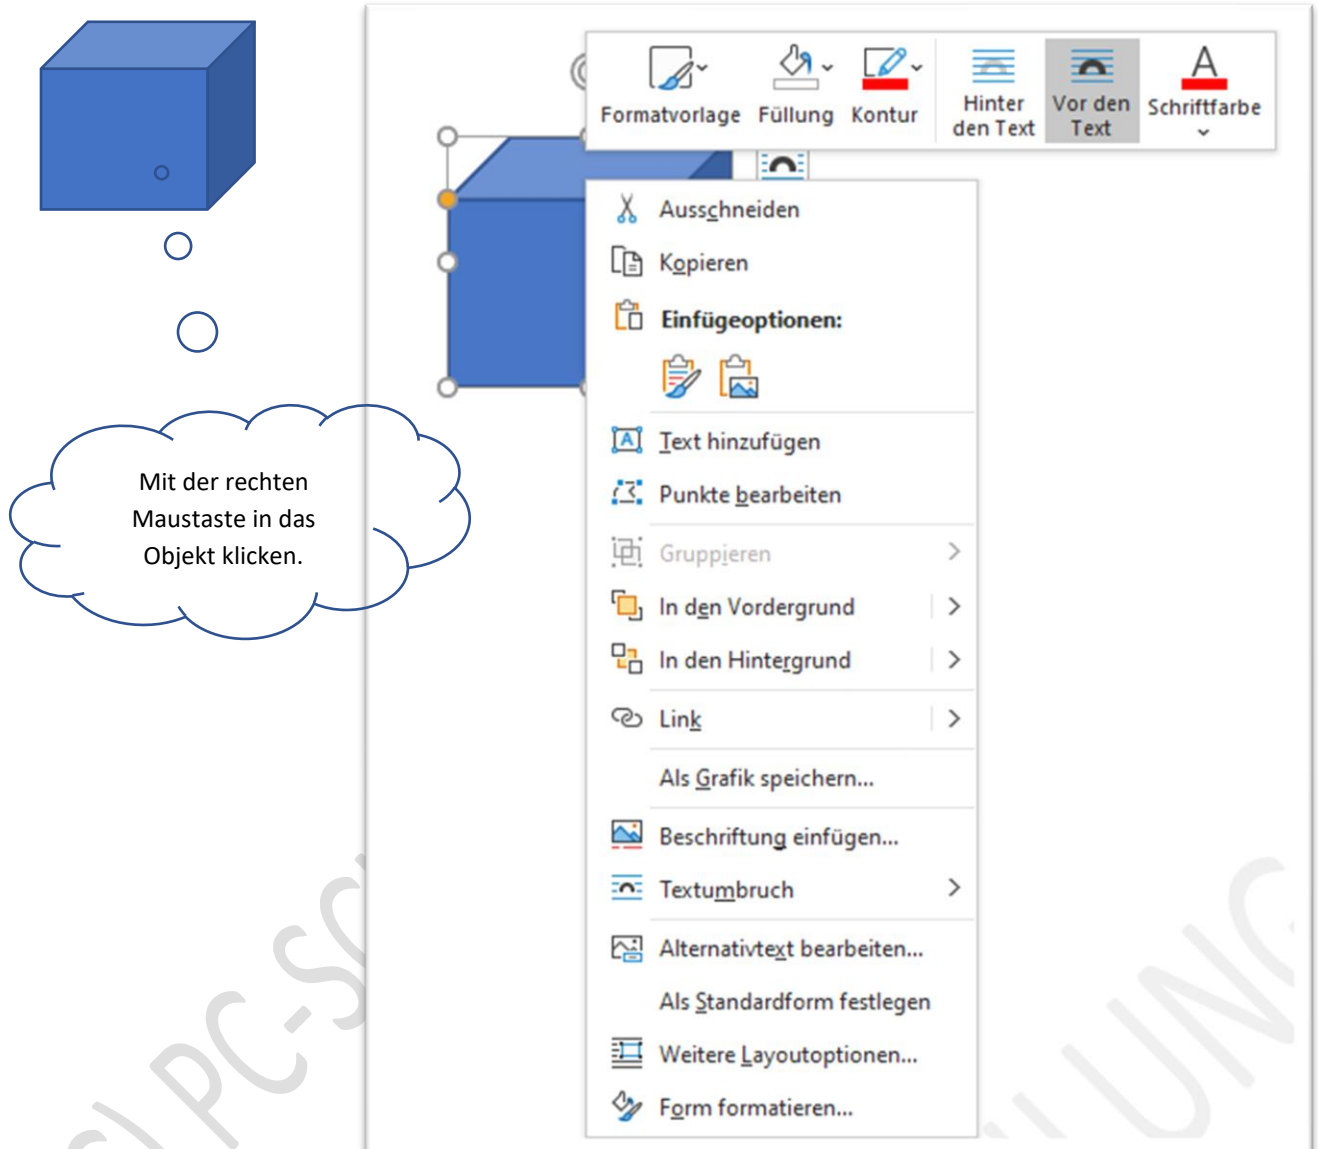 Formatvorlage
Füllung
Kontur
Hinter
den Text
Vor den
Text
Schriftfarbe
Ausschneiden
Kopieren
Einfügeoptionen:
Text hinzufügen
Punkte bearbeiten
Gruppieren
In den Vordergrund
In den Hintergrund
Link
Als Grafik speichern...
Beschriftung einfügen...
Textumbruch
Alternativtext bearbeiten...
Als Standardform festlegen
Weitere Layoutoptionen...
Form formatieren...
Mit der rechten
Maustaste in das
Objekt klicken.